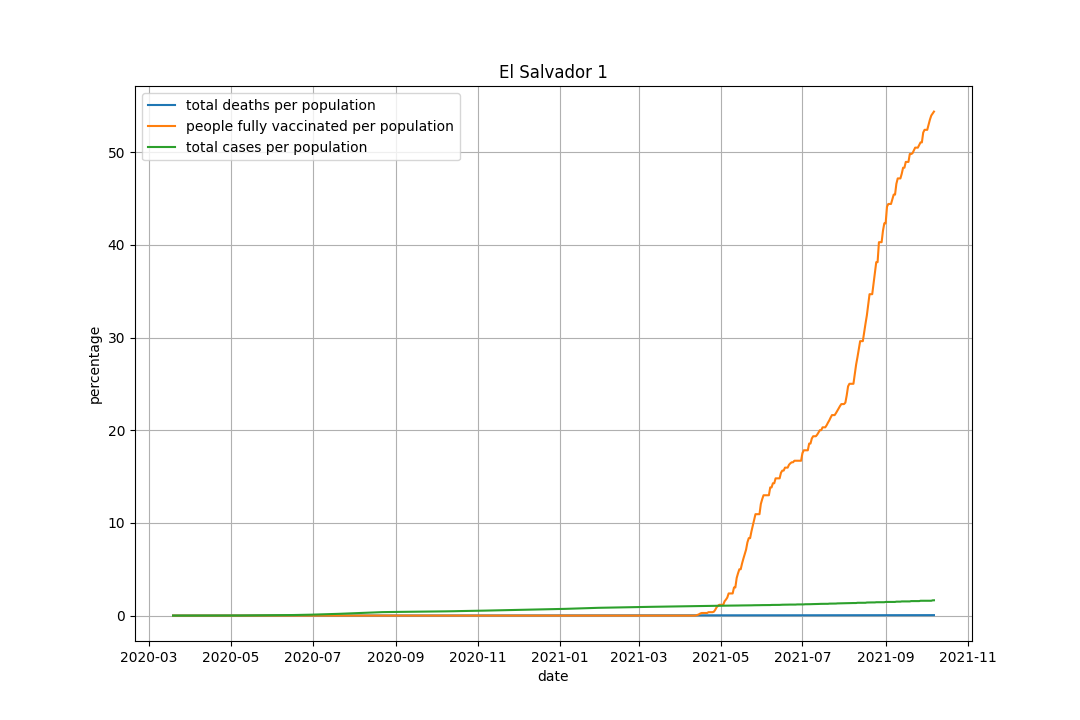 El Salvador 1
total deaths per population
people fully vaccinated per population
total cases per population
percentage
50
40
30
20
10
0
2020-03 2020-05 2020-07 2020-09 2020-11 2021-01 2021-03 2021-05 2021-07 2021-09 2021-11
date